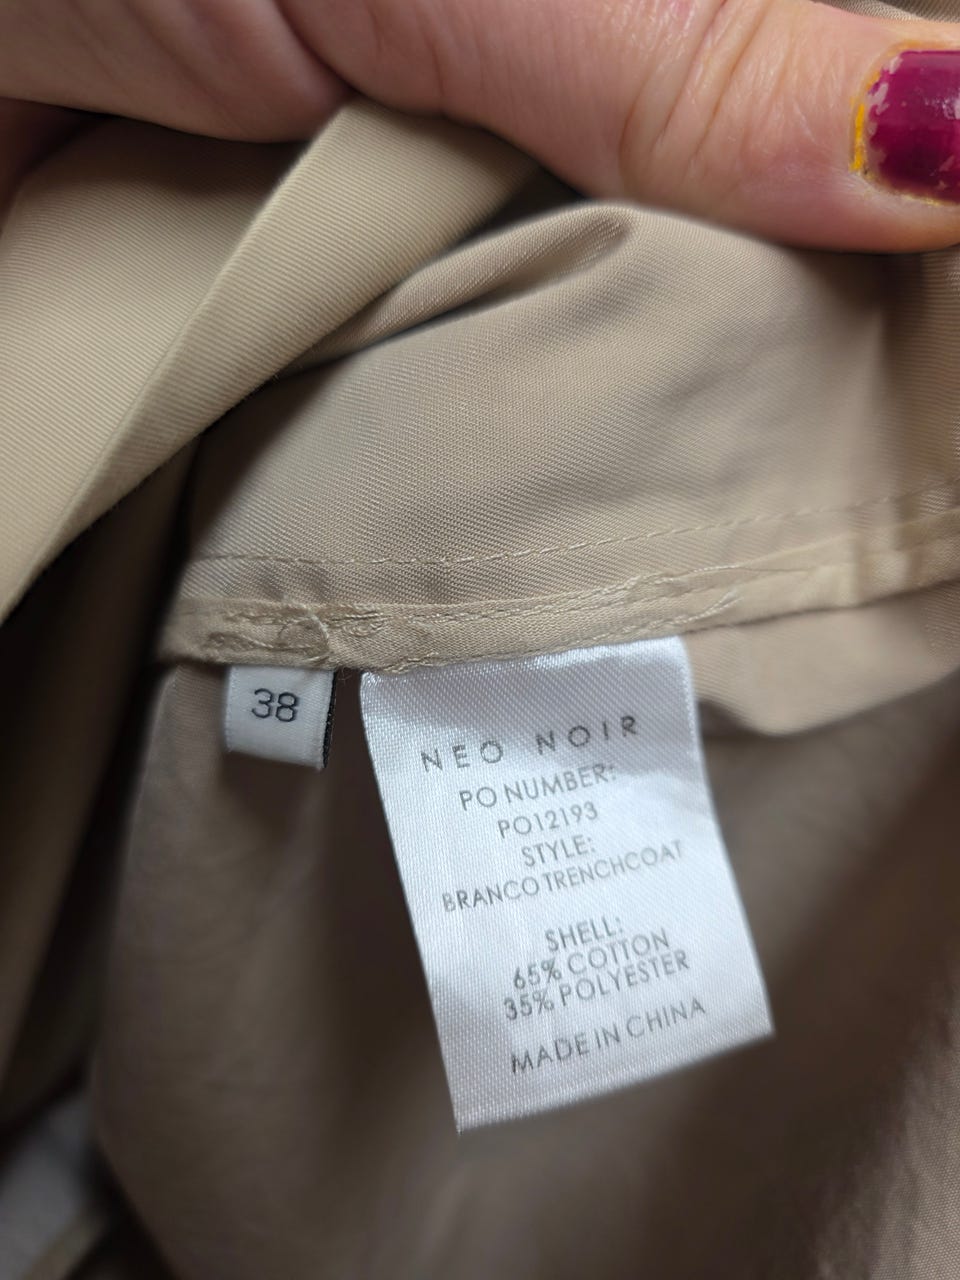 38
NEO NOIR
PO NUMBER:
PO12193
STYLE:
BRANCO TRENCHCOAT
SHELL:
65% COTTON
35% POLYESTER
MADE IN CHINA